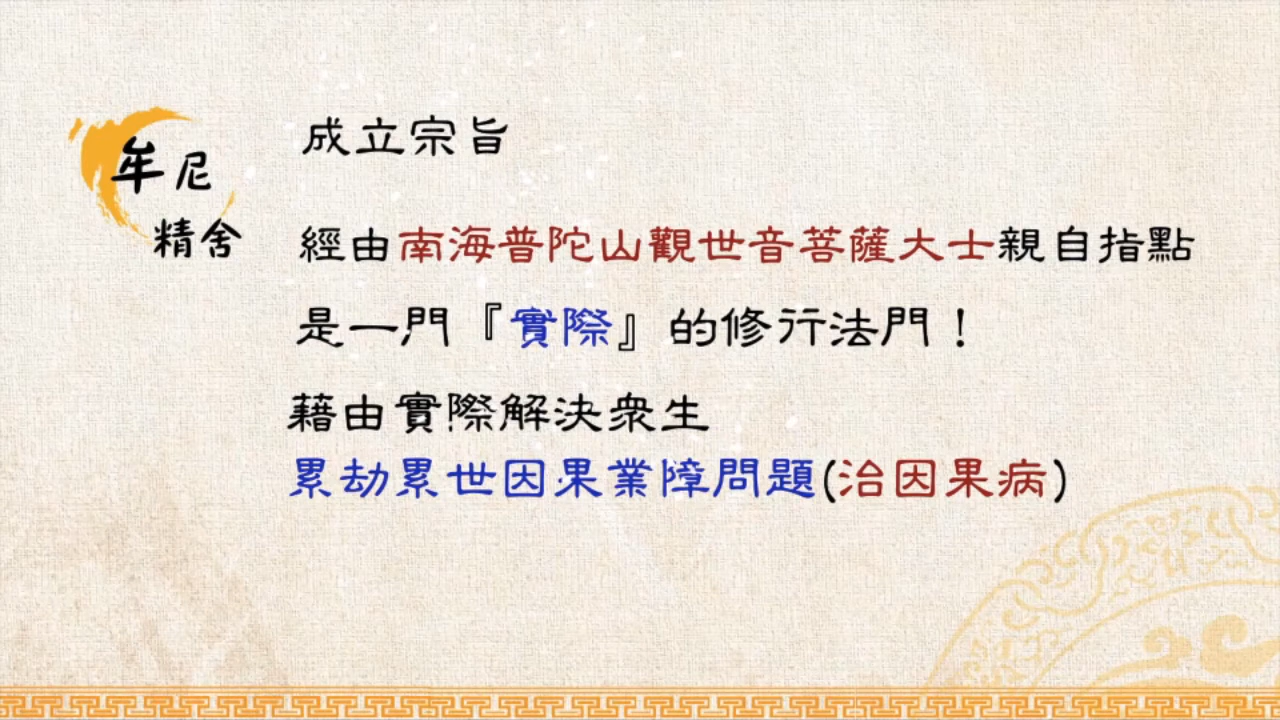 牟尼
精舍
成立宗旨
經由南海普陀山觀世音菩薩大士親自指點
是一門『實際』的修行法門！
藉由實際解決眾生
累劫累世因果業障問題(治因果病)